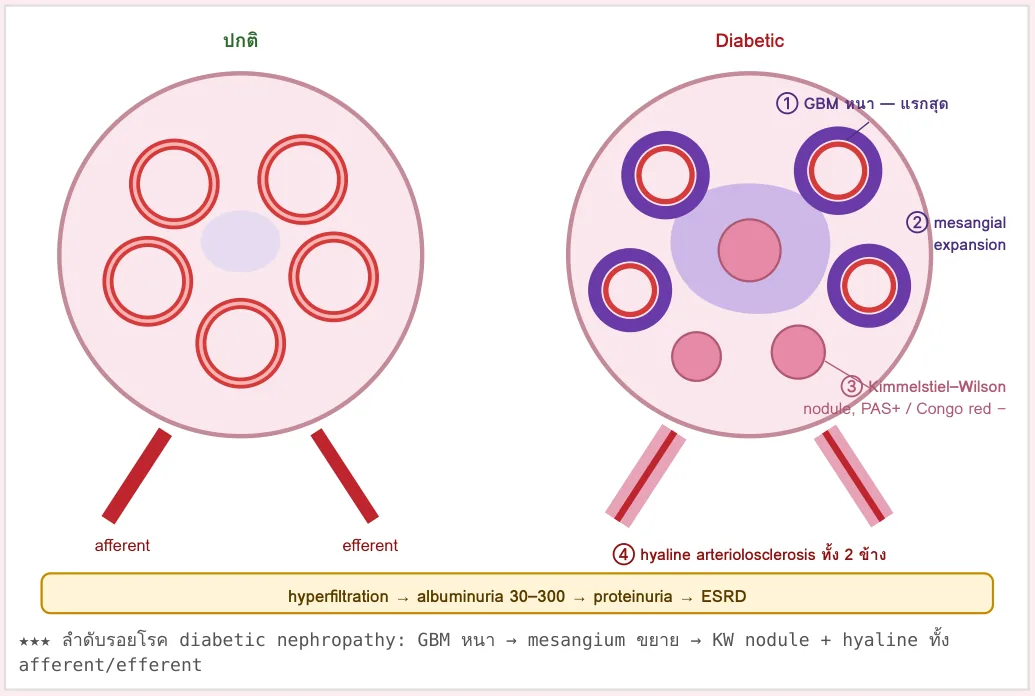 ปกติ
Diabetic
① GBM หนา — แรกสุด
② mesangial
expansion
③ Kimmelstiel–Wilson
nodule, PAS+ / Congo red −
afferent
efferent
④ hyaline arteriolosclerosis ทั้ง 2 ข้าง
hyperfiltration → albuminuria 30–300 → proteinuria → ESRD
★★★ ลำดับรอยโรค diabetic nephropathy: GBM หนา → mesangium ขยาย → KW nodule + hyaline ทั้ง
afferent/efferent